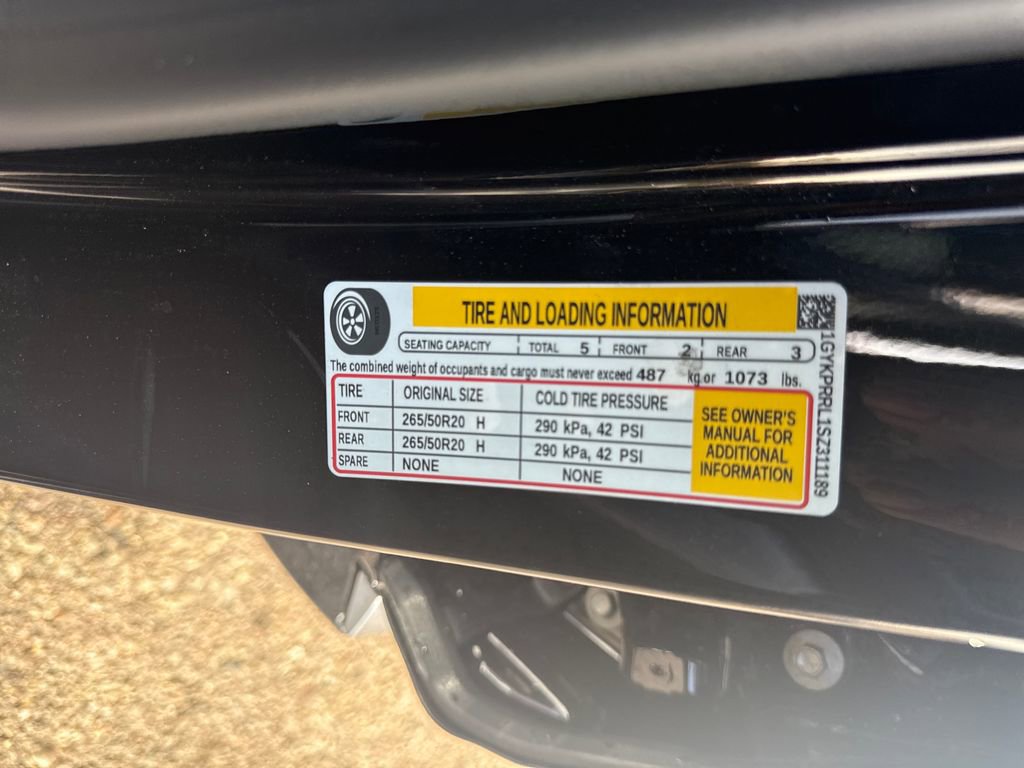 TIRE AND LOADING INFORMATION
SEATING CAPACITY TOTAL 5 FRONT 2 REAR 3
The combined weight of occupants and cargo must never exceed 487 kg or 1073 lbs.
TIRE ORIGINAL SIZE COLD TIRE PRESSURE
FRONT 265/50R20 H 290 kPa, 42 PSI
REAR 265/50R20 H 290 kPa, 42 PSI
SPARE NONE NONE
SEE OWNER'S
MANUAL FOR
ADDITIONAL
INFORMATION
1GYKPRRL1SZ311189